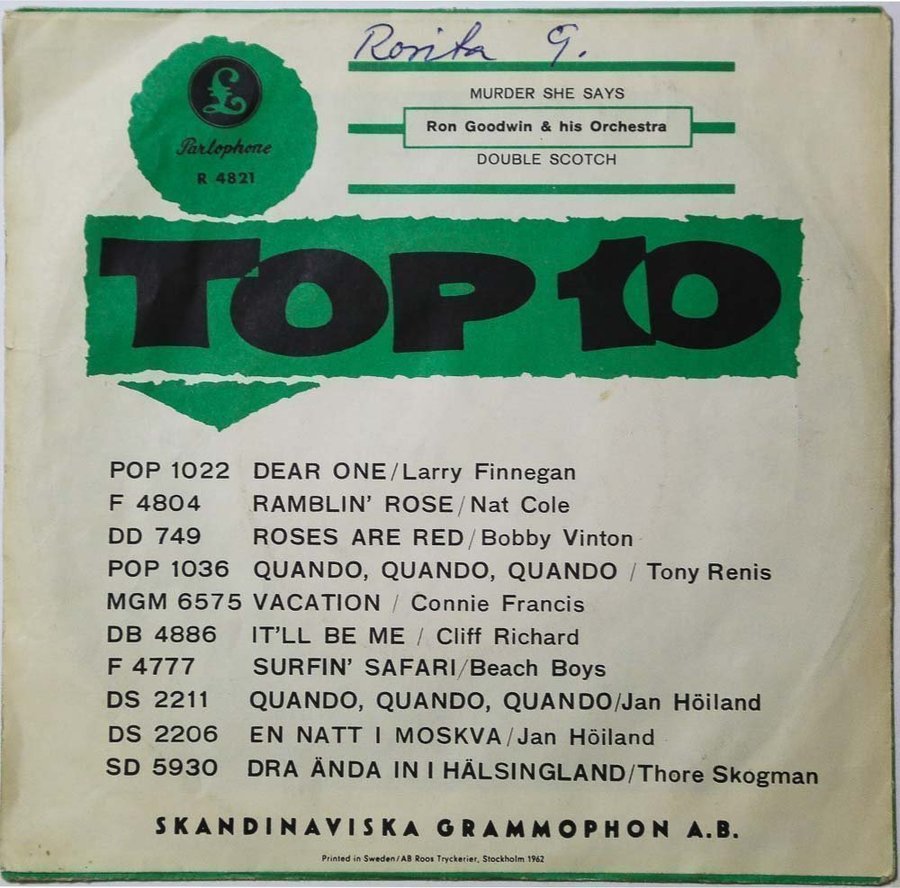 Rosita G.
£
Parlophone
R 4821
MURDER SHE SAYS
Ron Goodwin & his Orchestra
DOUBLE SCOTCH
TOP 10
POP 1022 DEAR ONE/Larry Finnegan
F 4804 RAMBLIN' ROSE/Nat Cole
DD 749 ROSES ARE RED/Bobby Vinton
POP 1036 QUANDO, QUANDO, QUANDO / Tony Renis
MGM 6575 VACATION / Connie Francis
DB 4886 IT'LL BE ME / Cliff Richard
F 4777 SURFIN' SAFARI/Beach Boys
DS 2211 QUANDO, QUANDO, QUANDO/Jan Höiland
DS 2206 EN NATT I MOSKVA/Jan Höiland
SD 5930 DRA ÄNDA IN I HÄLSINGLAND/Thore Skogman
SKANDINAVISKA GRAMMOPHON A.B.
Printed in Sweden/AB Roos Tryckerier, Stockholm 1962